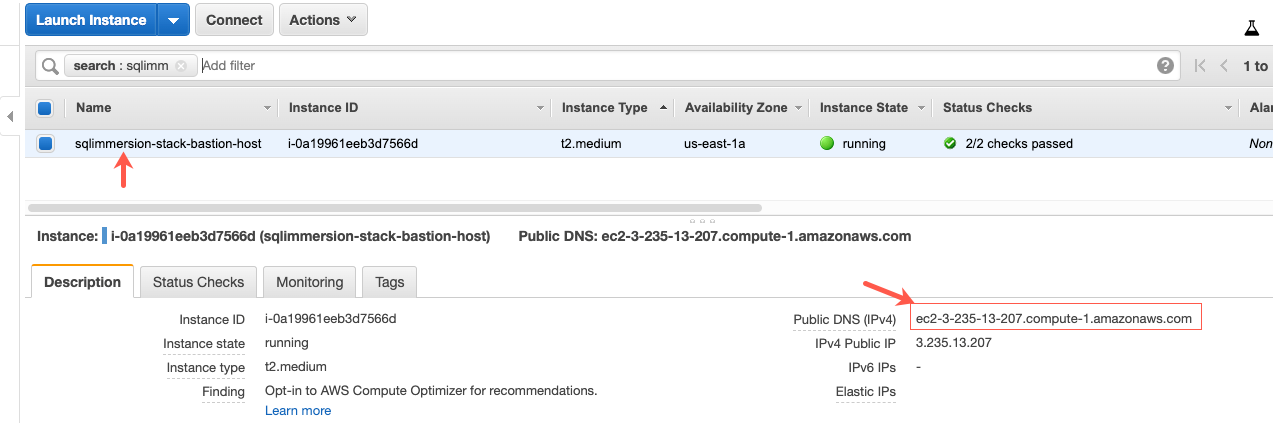 Launch Instance Connect Actions
search : sqlimm Add filter 1 to
Name Instance ID Instance Type Availability Zone Instance State Status Checks Alar
sqlimmersion-stack-bastion-host i-0a19961eeb3d7566d t2.medium us-east-1a running 2/2 checks passed Non
Instance: i-0a19961eeb3d7566d (sqlimmersion-stack-bastion-host) Public DNS: ec2-3-235-13-207.compute-1.amazonaws.com
Description Status Checks Monitoring Tags
Instance ID i-0a19961eeb3d7566d Public DNS (IPv4) ec2-3-235-13-207.compute-1.amazonaws.com
Instance state running IPv4 Public IP 3.235.13.207
Instance type t2.medium IPv6 IPs -
Finding Opt-in to AWS Compute Optimizer for recommendations. Elastic IPs
Learn more